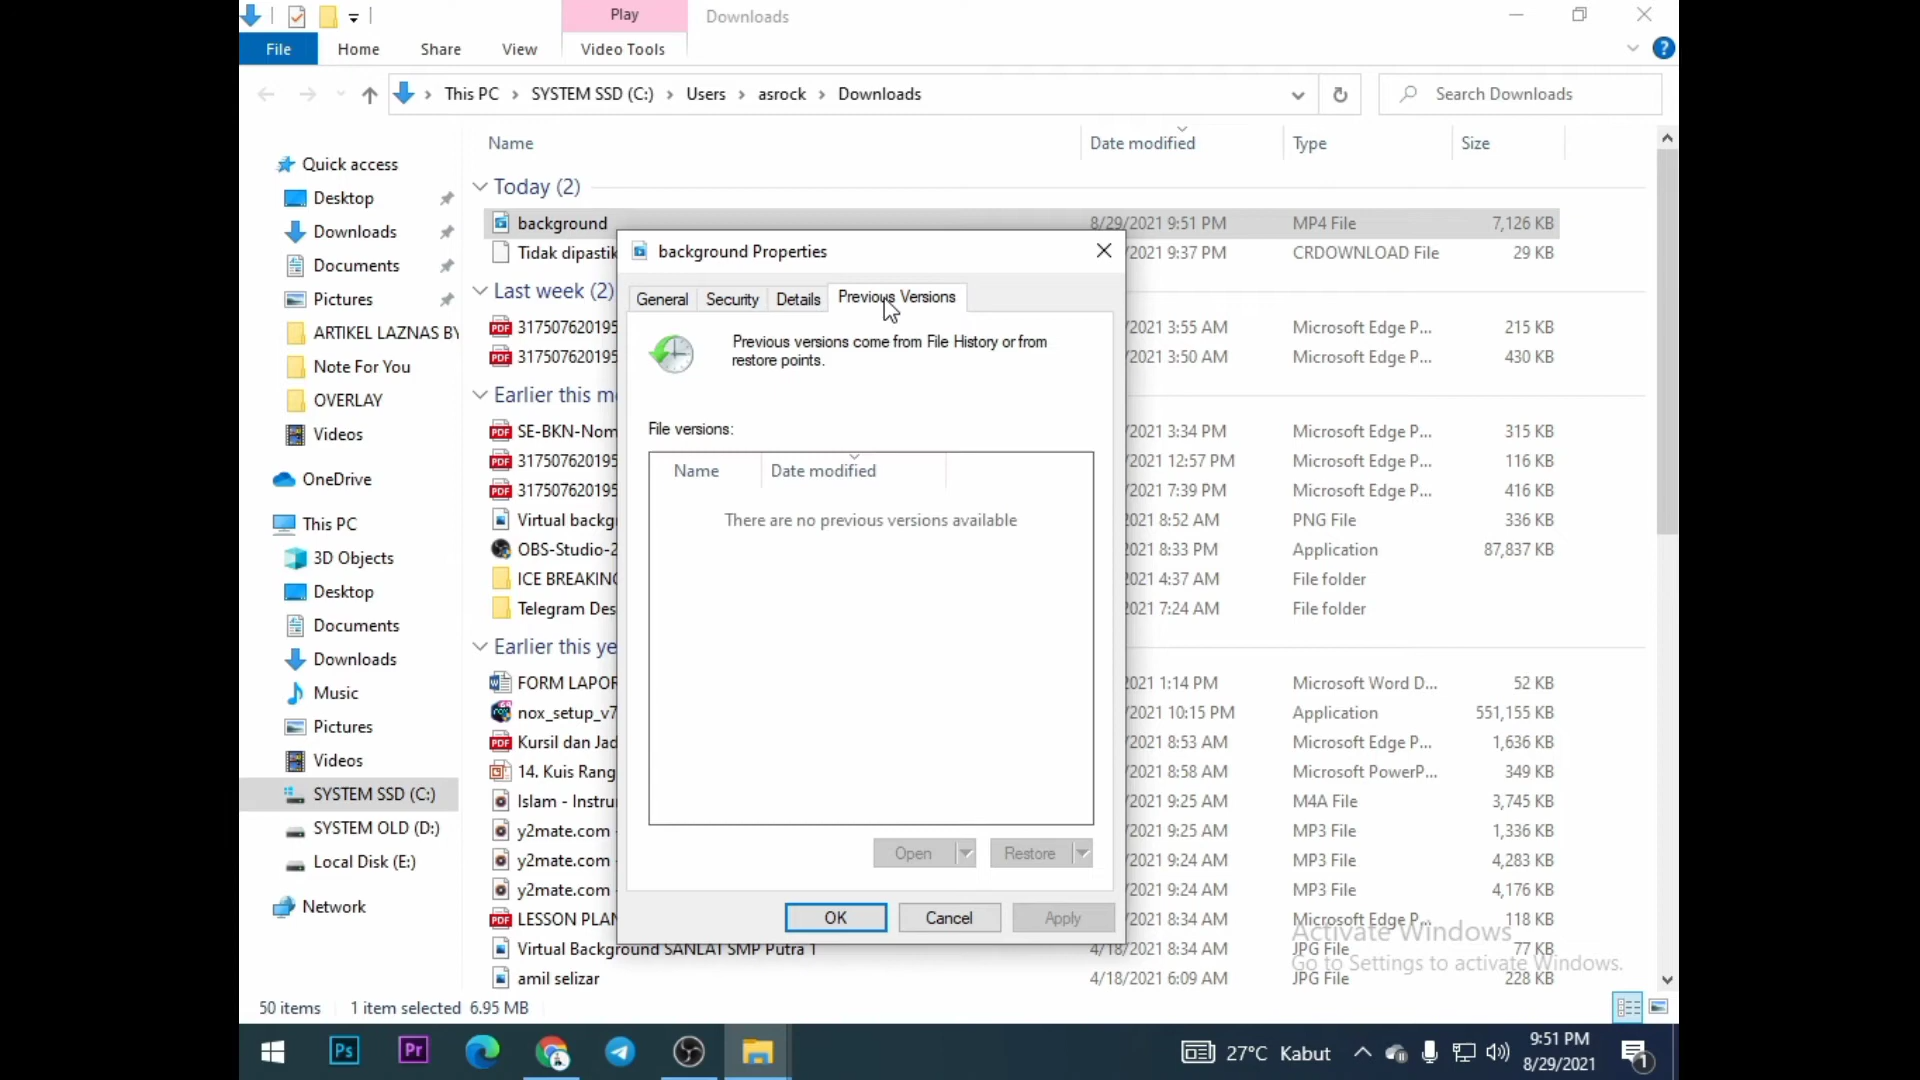 Play
Downloads
File
Home
Share
View
Video Tools
This PC
SYSTEM SSD (C:)
Users
asrock
Downloads
Search Downloads
Name
Date modified
Type
Size
Quick access
Desktop
Downloads
Documents
Pictures
ARTIKEL LAZNAS BY
Note For You
OVERLAY
Videos
OneDrive
This PC
3D Objects
Desktop
Documents
Downloads
Music
Pictures
Videos
SYSTEM SSD (C:)
SYSTEM OLD (D:)
Local Disk (E:)
Network
Today (2)
background 8/29/2021 9:51 PM MP4 File 7,126 KB
Tidak dipastik /2021 9:37 PM CRDOWNLOAD File 29 KB
Last week (2)
317507620195 /2021 3:55 AM Microsoft Edge P... 215 KB
317507620195 /2021 3:50 AM Microsoft Edge P... 430 KB
Earlier this mo
SE-BKN-Nom /2021 3:34 PM Microsoft Edge P... 315 KB
317507620195 /2021 12:57 PM Microsoft Edge P... 116 KB
317507620195 /2021 7:39 PM Microsoft Edge P... 416 KB
Virtual backg 2021 8:52 AM PNG File 336 KB
OBS-Studio-2 2021 8:33 PM Application 87,837 KB
ICE BREAKING 2021 4:37 AM File folder
Telegram Des 2021 7:24 AM File folder
Earlier this ye
FORM LAPOR 2021 1:14 PM Microsoft Word D... 52 KB
nox_setup_v7 /2021 10:15 PM Application 551,155 KB
Kursil dan Jad /2021 8:53 AM Microsoft Edge P... 1,636 KB
14. Kuis Rang /2021 8:58 AM Microsoft PowerP... 349 KB
Islam - Instru /2021 9:25 AM M4A File 3,745 KB
y2mate.com - /2021 9:25 AM MP3 File 1,336 KB
y2mate.com - /2021 9:24 AM MP3 File 4,283 KB
y2mate.com - /2021 9:24 AM MP3 File 4,176 KB
LESSON PLAN /2021 8:34 AM Microsoft Edge P... 118 KB
Virtual Background SANLAT SMP Putra 1 4/18/2021 8:34 AM JPG File 77 KB
amil selizar 4/18/2021 6:09 AM JPG File 228 KB
background Properties
General
Security
Details
Previous Versions
Previous versions come from File History or from
restore points.
File versions:
Name
Date modified
There are no previous versions available
Open
Restore
OK
Cancel
Apply
Activate Windows
Go to Settings to activate Windows.
50 items
1 item selected 6.95 MB
Ps
Pr
27°C Kabut
9:51 PM
8/29/2021
1